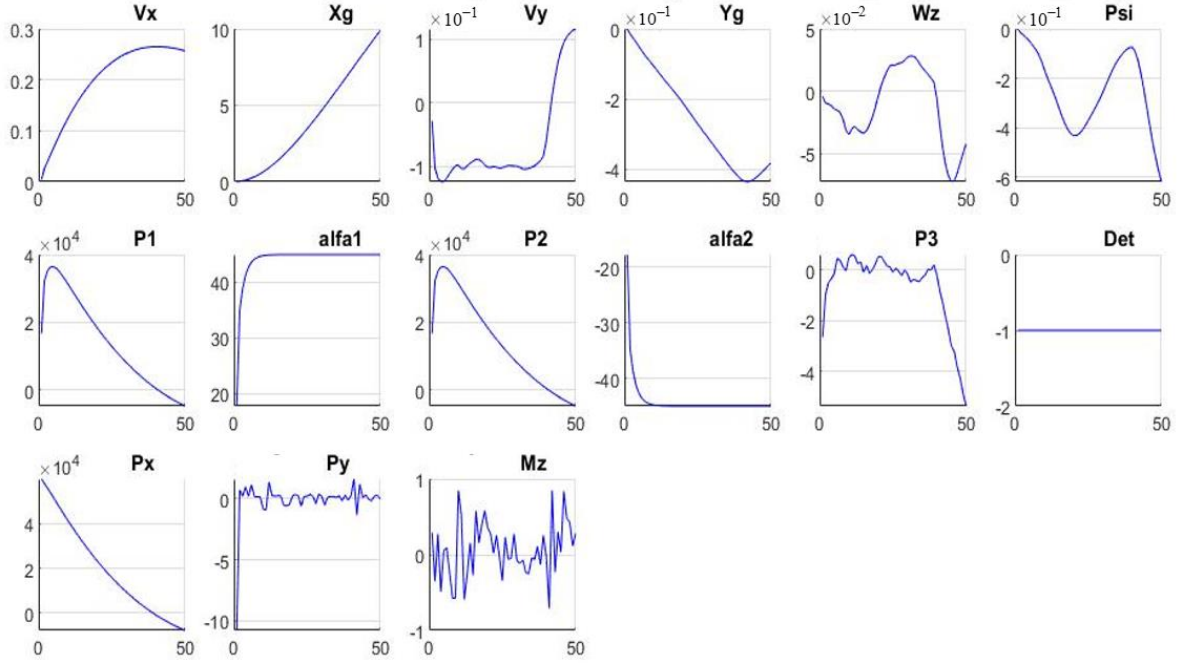 Vx Xg Vy Yg Wz Psi
×10⁻¹ ×10⁻¹ ×10⁻² ×10⁻¹
0.3 10 1 0 5 0
0.2 5 0 -2 0 -2
0.1 -1 -4 -5 -4
0 0 -6
0 50 0 50 0 50 0 50 0 50 0 50
P1 alfa1 P2 alfa2 P3 Det
×10⁴ ×10⁴
4 40 4 -20 0 0
2 30 2 -30 -2 -1
0 20 0 -40 -4 -2
0 50 0 50 0 50 0 50 0 50 0 50
Px Py Mz
×10⁴
4 0 1
2 -5 0
0 -10 -1
0 50 0 50 0 50